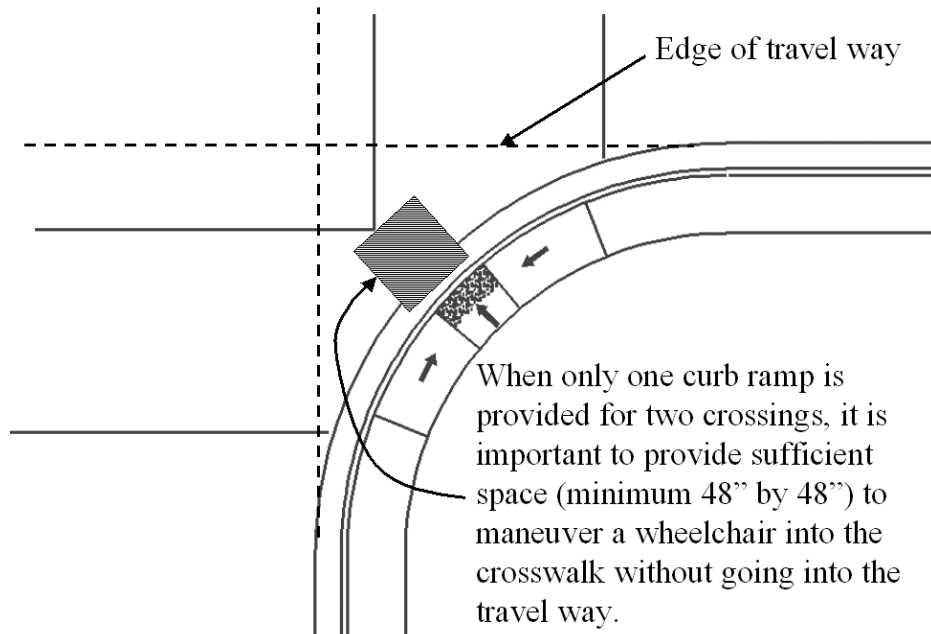 Edge of travel way
When only one curb ramp is
provided for two crossings, it is
important to provide sufficient
space (minimum 48” by 48”) to
maneuver a wheelchair into the
crosswalk without going into the
travel way.